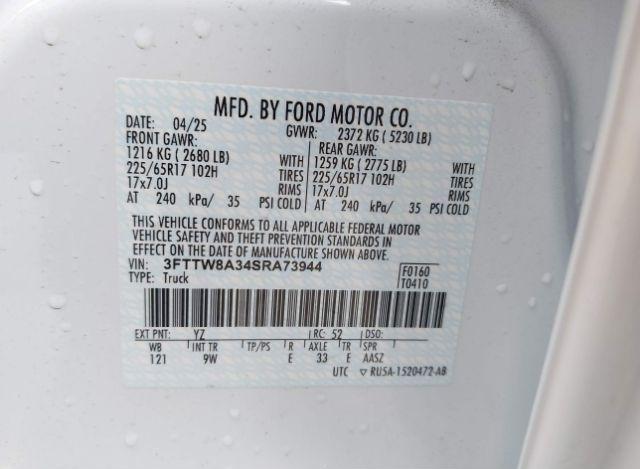 MFD. BY FORD MOTOR CO.
DATE: 04/25 GVWR: 2372 KG ( 5230 LB)
FRONT GAWR: REAR GAWR:
1216 KG ( 2680 LB) WITH 1259 KG ( 2775 LB) WITH
225/65R17 102H TIRES 225/65R17 102H TIRES
17x7.0J RIMS 17x7.0J RIMS
AT 240 kPa/ 35 PSI COLD AT 240 kPa/ 35 PSI COLD
THIS VEHICLE CONFORMS TO ALL APPLICABLE FEDERAL MOTOR
VEHICLE SAFETY AND THEFT PREVENTION STANDARDS IN
EFFECT ON THE DATE OF MANUFACTURE SHOWN ABOVE.
VIN: 3FTTW8A34SRA73944 F0160
TYPE: Truck T0410
EXT PNT: YZ RC: 52 DSO:
WB INT TR TP/PS R AXLE TR SPR
121 9W E 33 E AASZ
UTC ▽ RU5A-1520472-AB